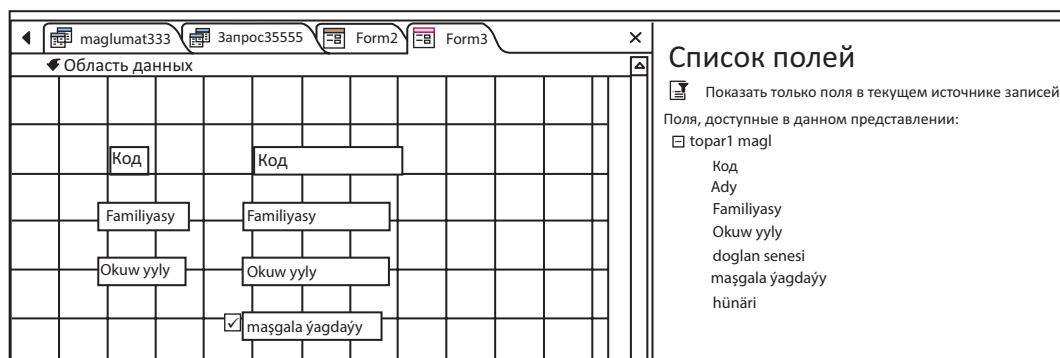 maglumat333 Запрос35555 Form2 Form3
Область данных
Код Код
Familiyasy Familiyasy
Okuw yyly Okuw yyly
maşgala ýagdaýy
Список полей
Показать только поля в текущем источнике записей
Поля, доступные в данном представлении:
topar1 magl
Код
Ady
Familiyasy
Okuw yyly
doglan senesi
maşgala ýagdaýy
hünäri